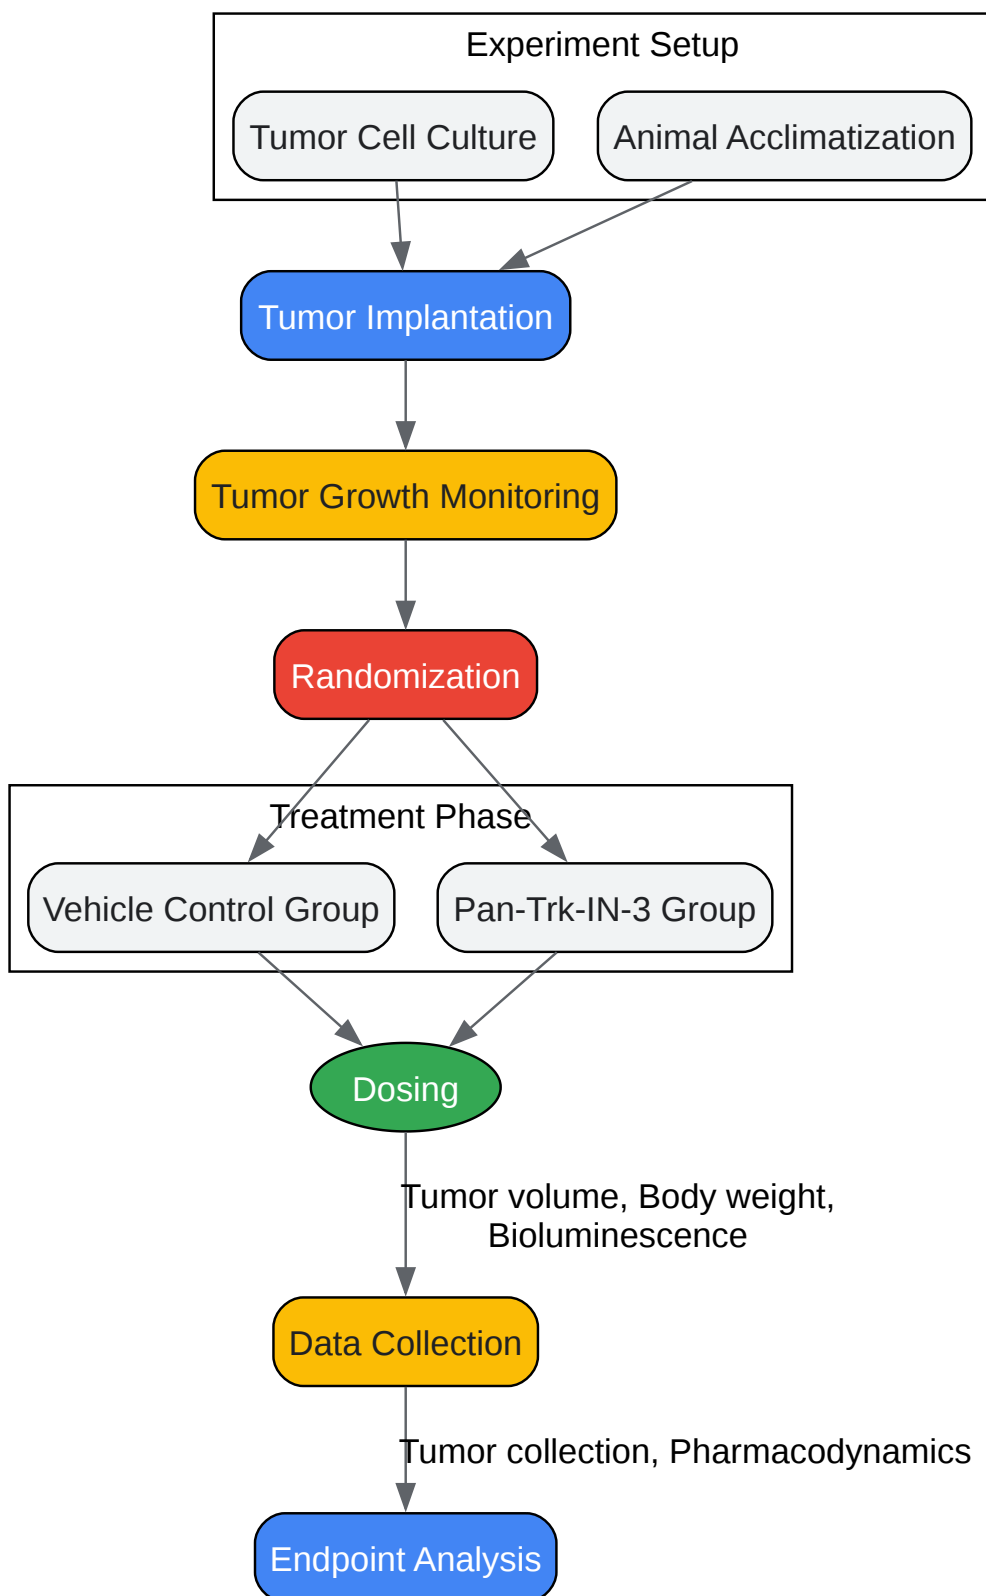 Experiment Setup
Tumor Cell Culture
Animal Acclimatization
Tumor Implantation
Tumor Growth Monitoring
Randomization
Treatment Phase
Vehicle Control Group
Pan-Trk-IN-3 Group
Dosing
Tumor volume, Body weight,
Bioluminescence
Data Collection
Tumor collection, Pharmacodynamics
Endpoint Analysis